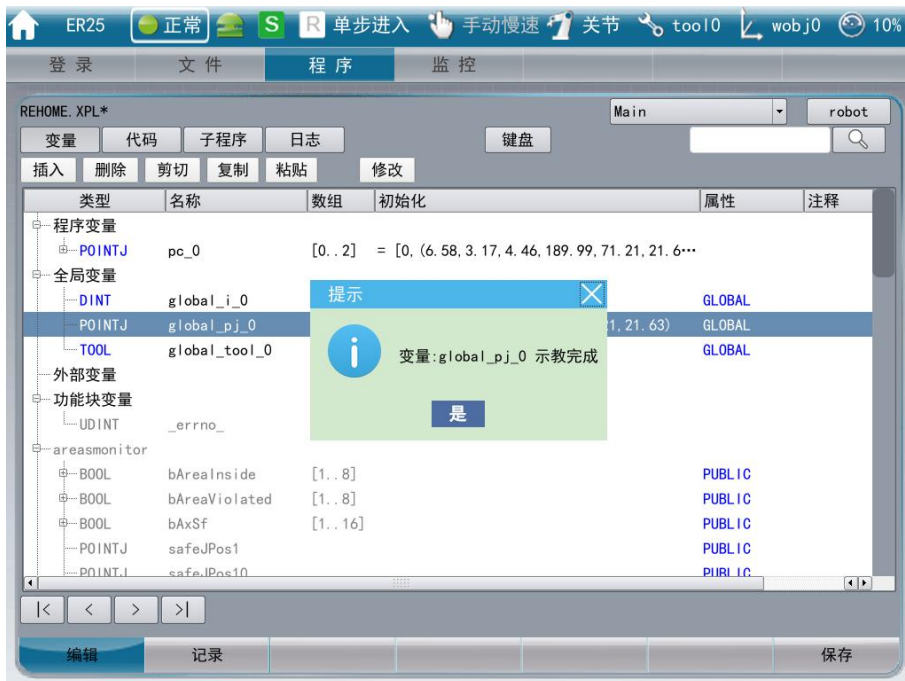 ER25 正常 S R 单步进入 手动慢速 关节 tool0 wobj0 10%
登录 文件 程序 监控
REHOME.XPL* Main robot
变量 代码 子程序 日志 键盘
插入 删除 剪切 复制 粘贴 修改
类型 名称 数组 初始化 属性 注释
程序变量
POINTJ pc_0 [0..2] = [0, (6.58, 3.17, 4.46, 189.99, 71.21, 21.6…
全局变量
提示
DINT global_i_0 GLOBAL
POINTJ global_pj_0 1, 21.63) GLOBAL
TOOL global_tool_0 GLOBAL
变量:global_pj_0 示教完成
外部变量
功能块变量
是
UDINT _errno_
areasmonitor
BOOL bAreaInside [1..8] PUBLIC
BOOL bAreaViolated [1..8] PUBLIC
BOOL bAxSf [1..16] PUBLIC
POINTJ safeJPos1 PUBLIC
POINTJ safeJPos10 PUBLIC
|< < > >|
编辑 记录 保存